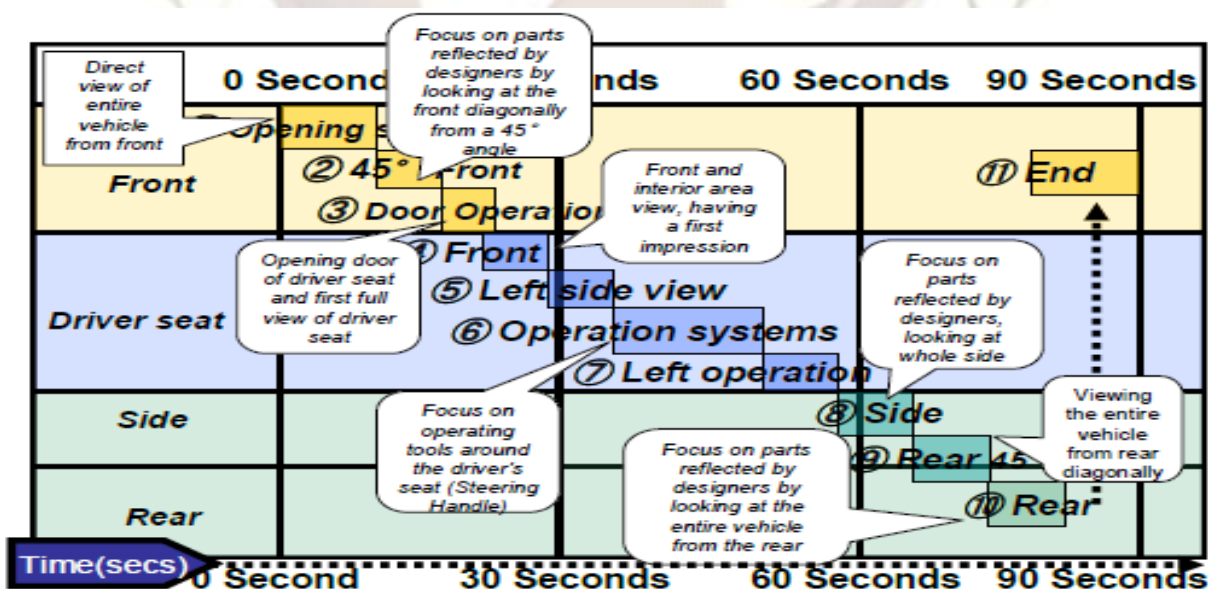 Direct
view of
entire
vehicle
from front
0 Second
Focus on parts
reflected by
designers by
looking at the
front diagonally
from a 45°
angle
nds
60 Seconds
90 Seconds
Opening s
Front
② 45° Front
③ Door Operation
Front and
interior area
view, having
a first
impression
⑪ End
Opening door
of driver seat
and first full
view of driver
seat
Driver seat
Front
⑤ Left side view
⑥ Operation systems
⑦ Left operation
Focus on
parts
reflected by
designers,
looking at
whole side
Side
Focus on
operating
tools around
the driver's
seat (Steering
Handle)
⑧ Side
Viewing
the entire
vehicle
from rear
diagonally
Rear
Focus on parts
reflected by
designers by
looking at the
entire vehicle
from the rear
⑨ Rear 45
⑩ Rear
Time(secs)
0 Second
30 Seconds
60 Seconds
90 Seconds